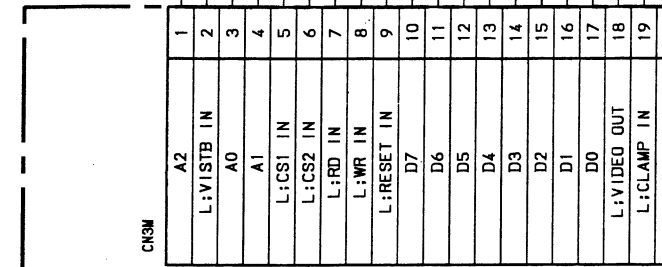 CN3M
1 A2
2 L;VISTB IN
3 A0
4 A1
5 L;CS1 IN
6 L;CS2 IN
7 L;RD IN
8 L;WR IN
9 L;RESET IN
10 D7
11 D6
12 D5
13 D4
14 D3
15 D2
16 D1
17 D0
18 L;VIDEO OUT
19 L;CLAMP IN